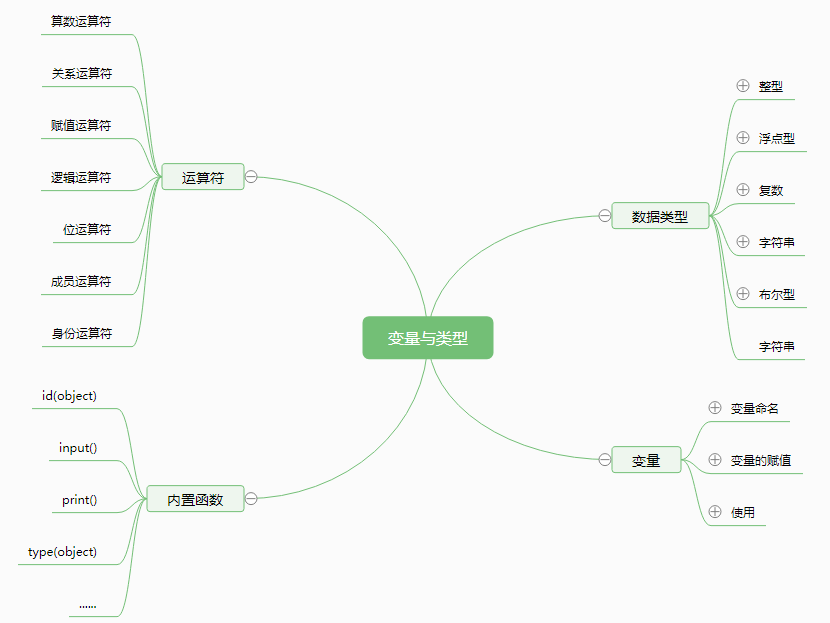 变量与类型
运算符
算数运算符
关系运算符
赋值运算符
逻辑运算符
位运算符
成员运算符
身份运算符
内置函数
id(object)
input()
print()
type(object)
......
数据类型
整型
浮点型
复数
字符串
布尔型
字符串
变量
变量命名
变量的赋值
使用